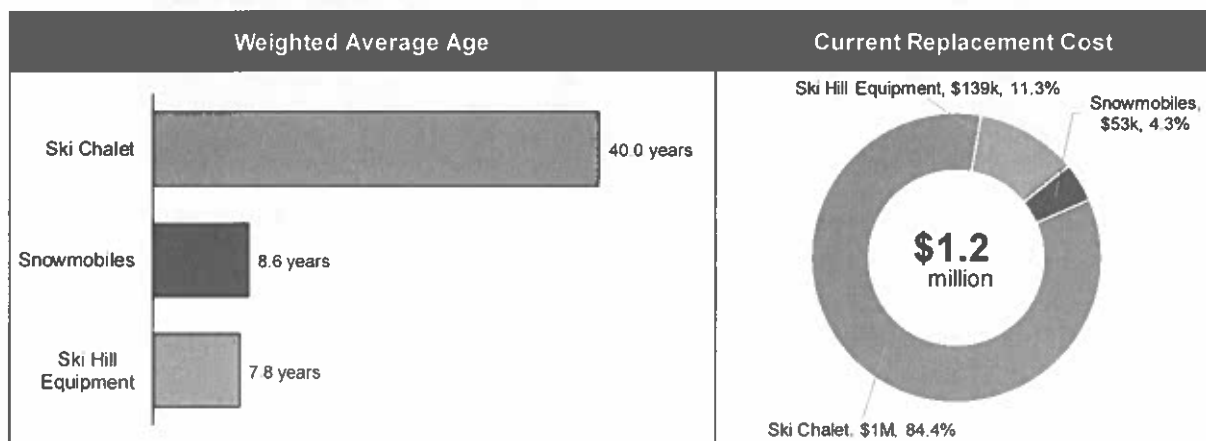 Weighted Average Age
Ski Chalet
40.0 years
Snowmobiles
8.6 years
Ski Hill
Equipment
7.8 years
Current Replacement Cost
Ski Hill Equipment, $139k, 11.3%
Snowmobiles,
$53k, 4.3%
$1.2
million
Ski Chalet, $1M, 84.4%